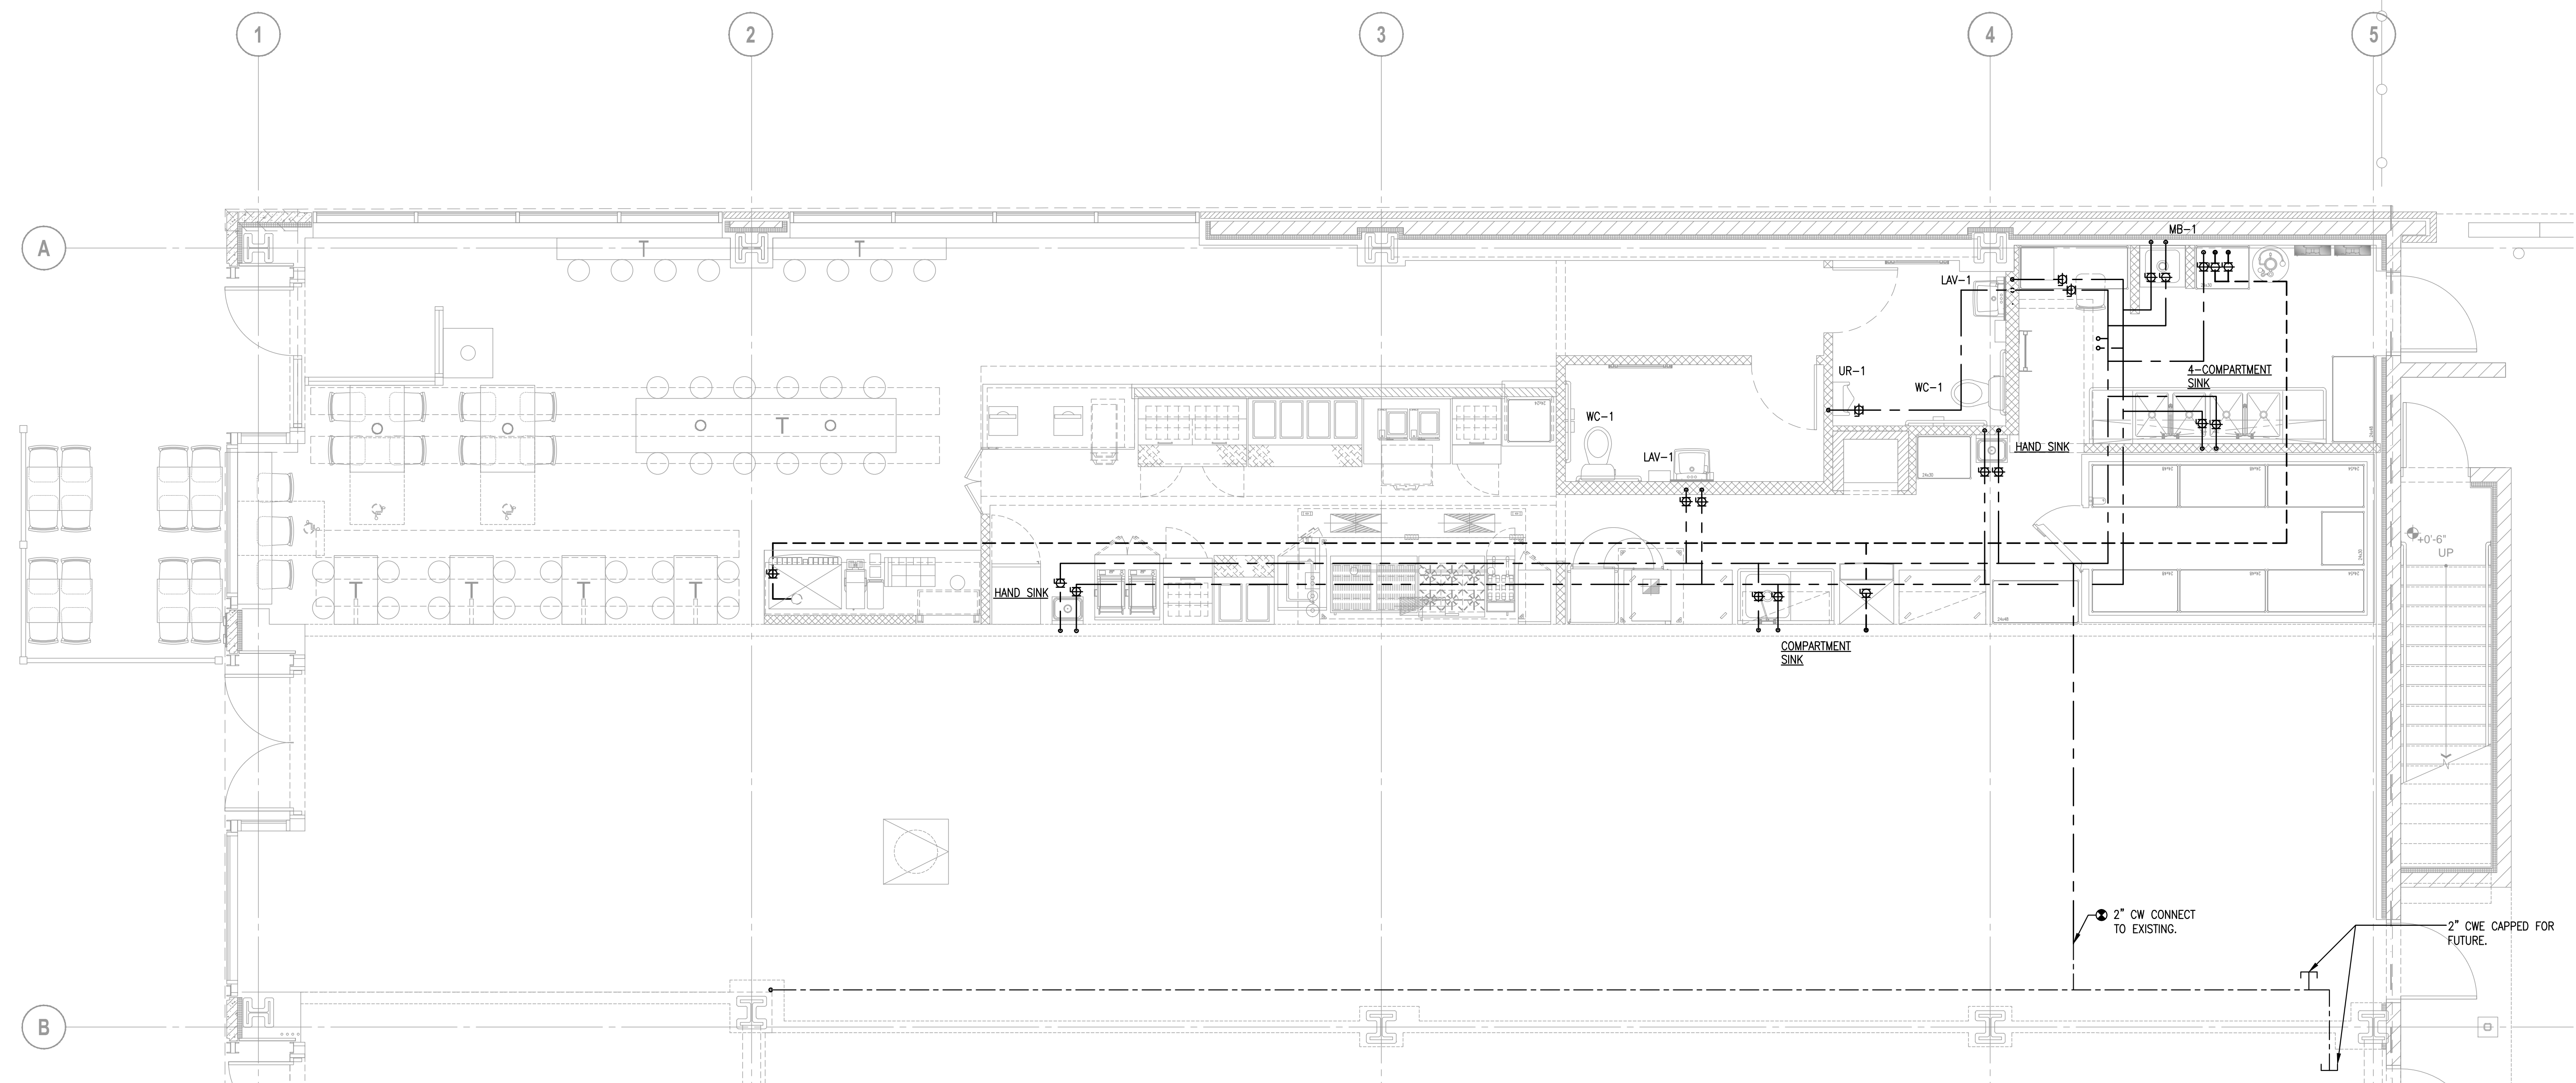 1
2
3
4
5
A
MB-1
LAV-1
UR-1
WC-1
4-COMPARTMENT
SINK
WC-1
LAV-1
HAND SINK
+0'-6"
UP
HAND SINK
COMPARTMENT
SINK
2" CW CONNECT
TO EXISTING.
2" CWE CAPPED FOR
FUTURE.
B